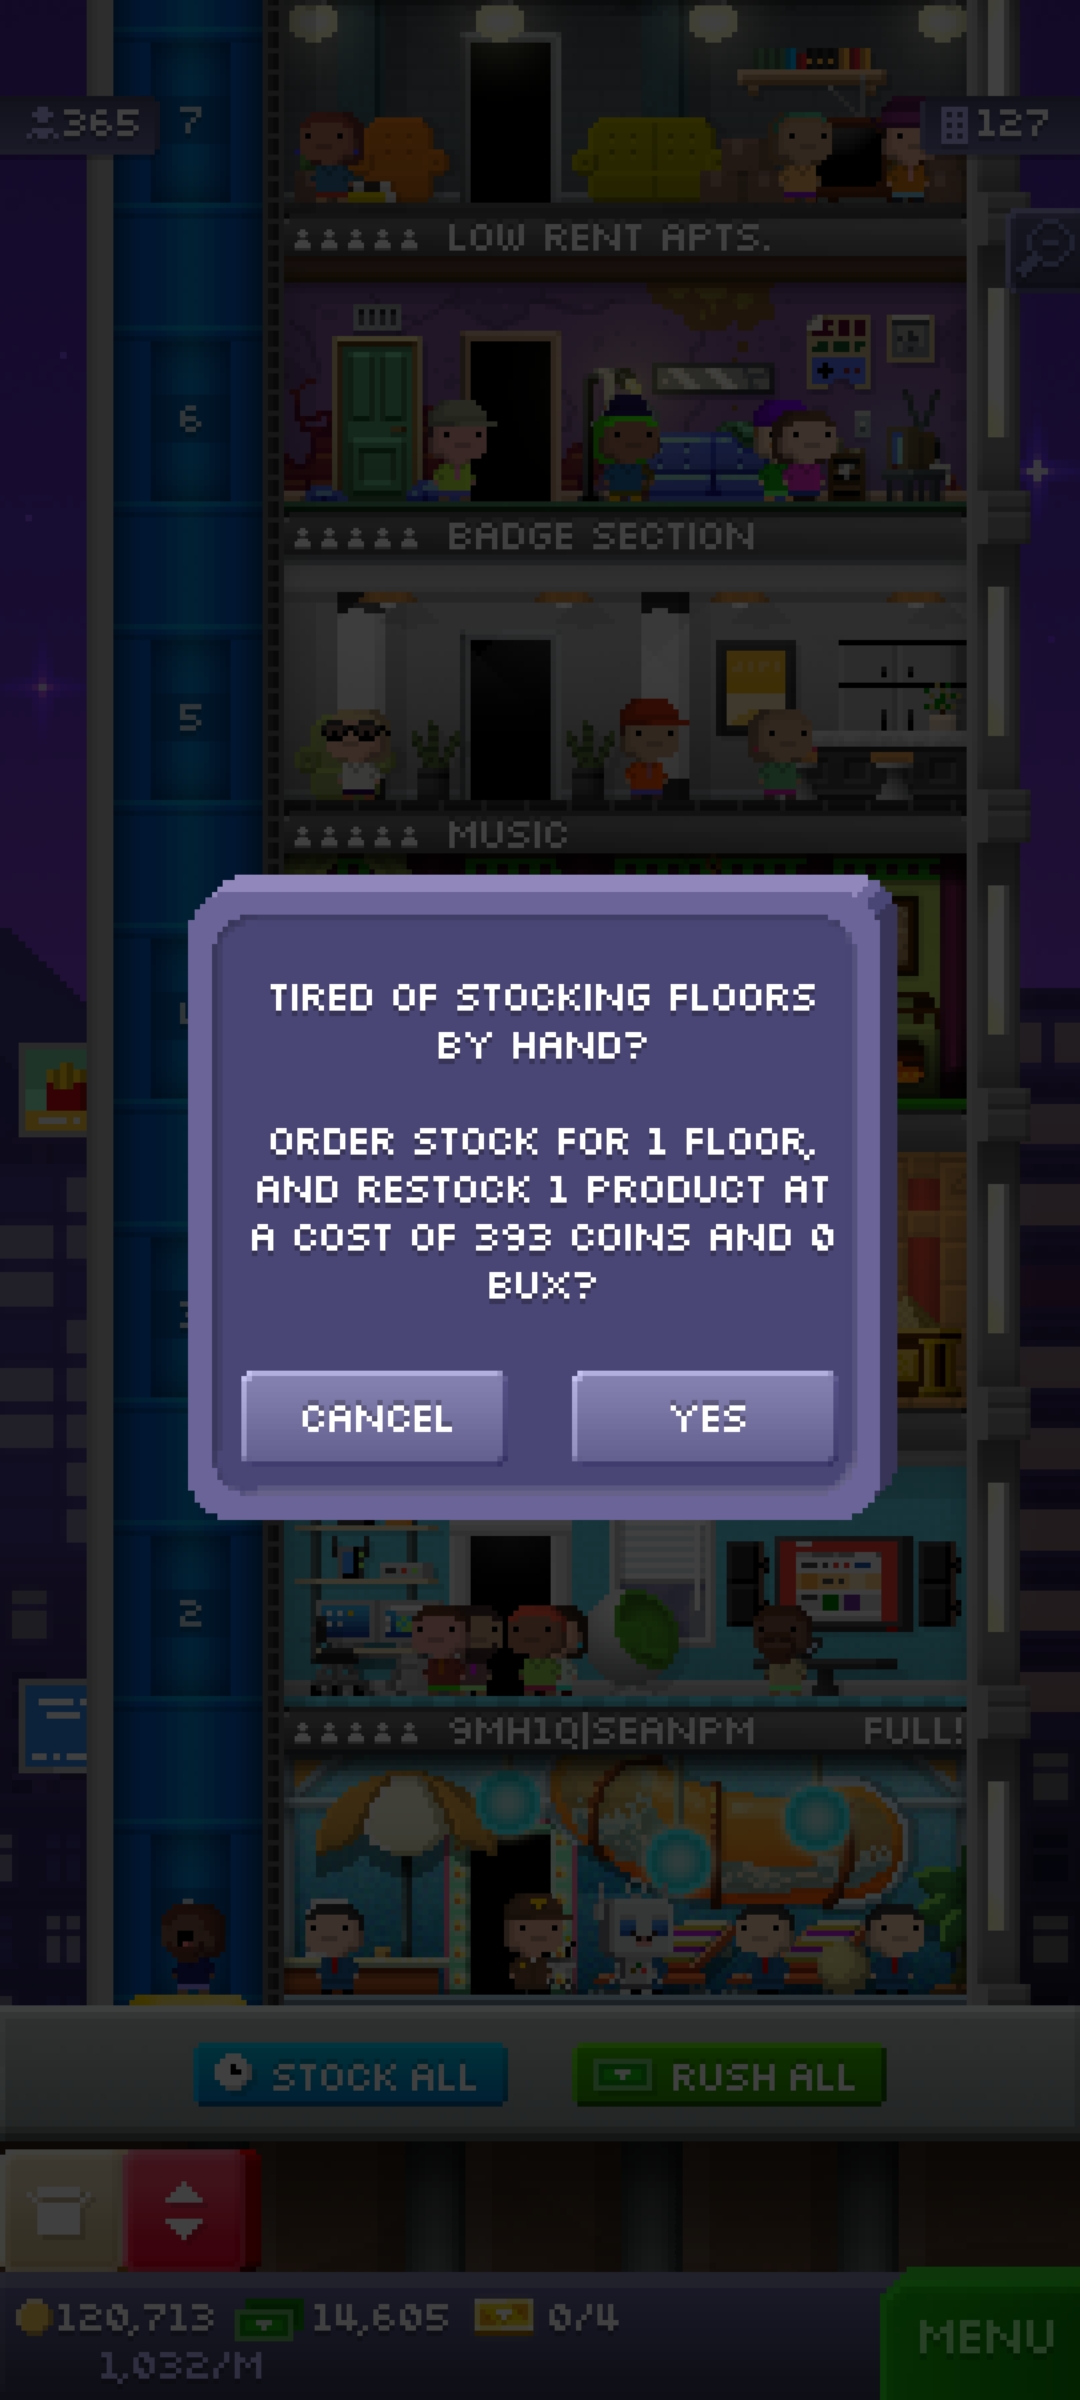 365
7
127
LOW RENT APTS.
6
BADGE SECTION
5
MUSIC
TIRED OF STOCKING FLOORS
BY HAND?
ORDER STOCK FOR 1 FLOOR,
AND RESTOCK 1 PRODUCT AT
A COST OF 393 COINS AND 0
BUX?
CANCEL
YES
2
9MH1Q|SEANPM
FULL!
STOCK ALL
RUSH ALL
120,713
14,605
0/4
1,032/M
MENU